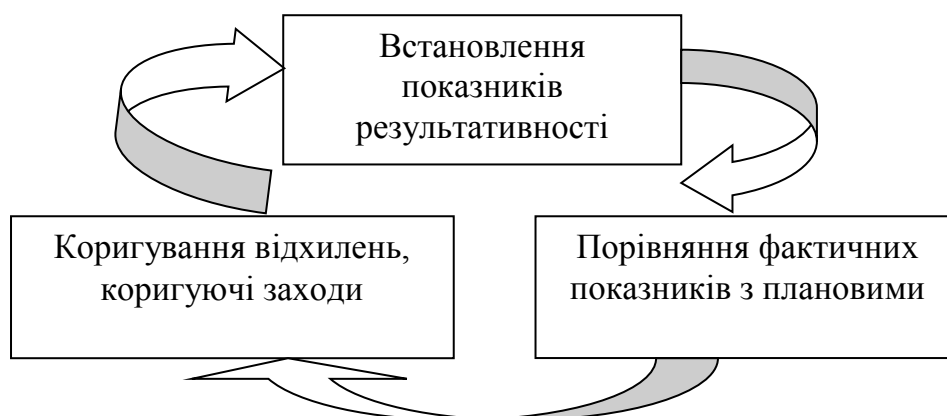 Встановлення
показників
результативності
Коригування відхилень,
коригуючі заходи
Порівняння фактичних
показників з плановими